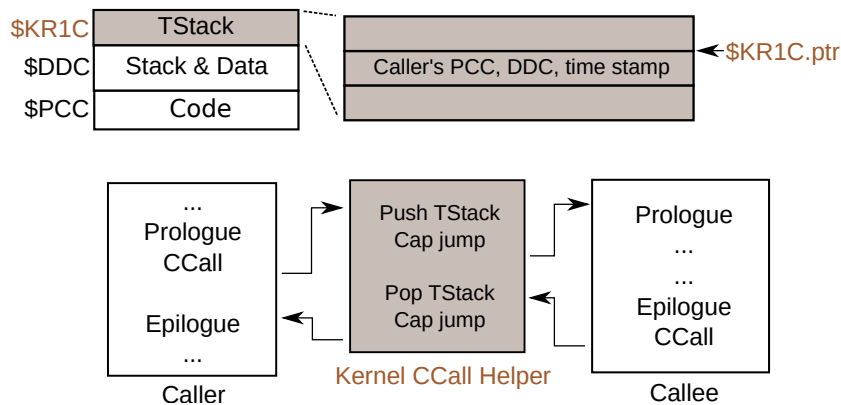 $KR1C
TStack
$DDC
Stack & Data
$PCC
Code
Caller's PCC, DDC, time stamp
$KR1C.ptr
...
Prologue
CCall
Epilogue
...
Caller
Push TStack
Cap jump
Pop TStack
Cap jump
Kernel CCall Helper
Prologue
...
...
Epilogue
CCall
Callee